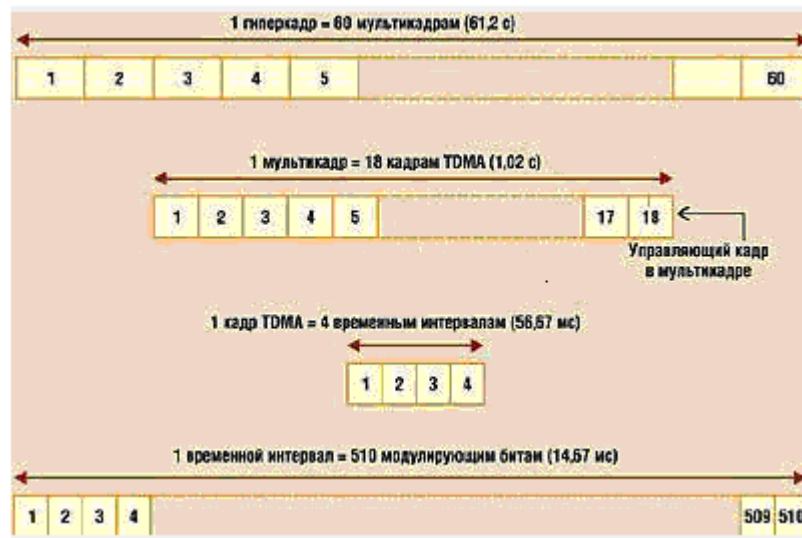 1 гиперкадр = 60 мультикадрам (61,2 с)
1 2 3 4 5 60
1 мультикадр = 18 кадрам TDMA (1,02 с)
1 2 3 4 5 17 18
Управляющий кадр
в мультикадре
1 кадр TDMA = 4 временным интервалам (56,67 мс)
1 2 3 4
1 временной интервал = 510 модулирующим битам (14,67 мс)
1 2 3 4 509 510